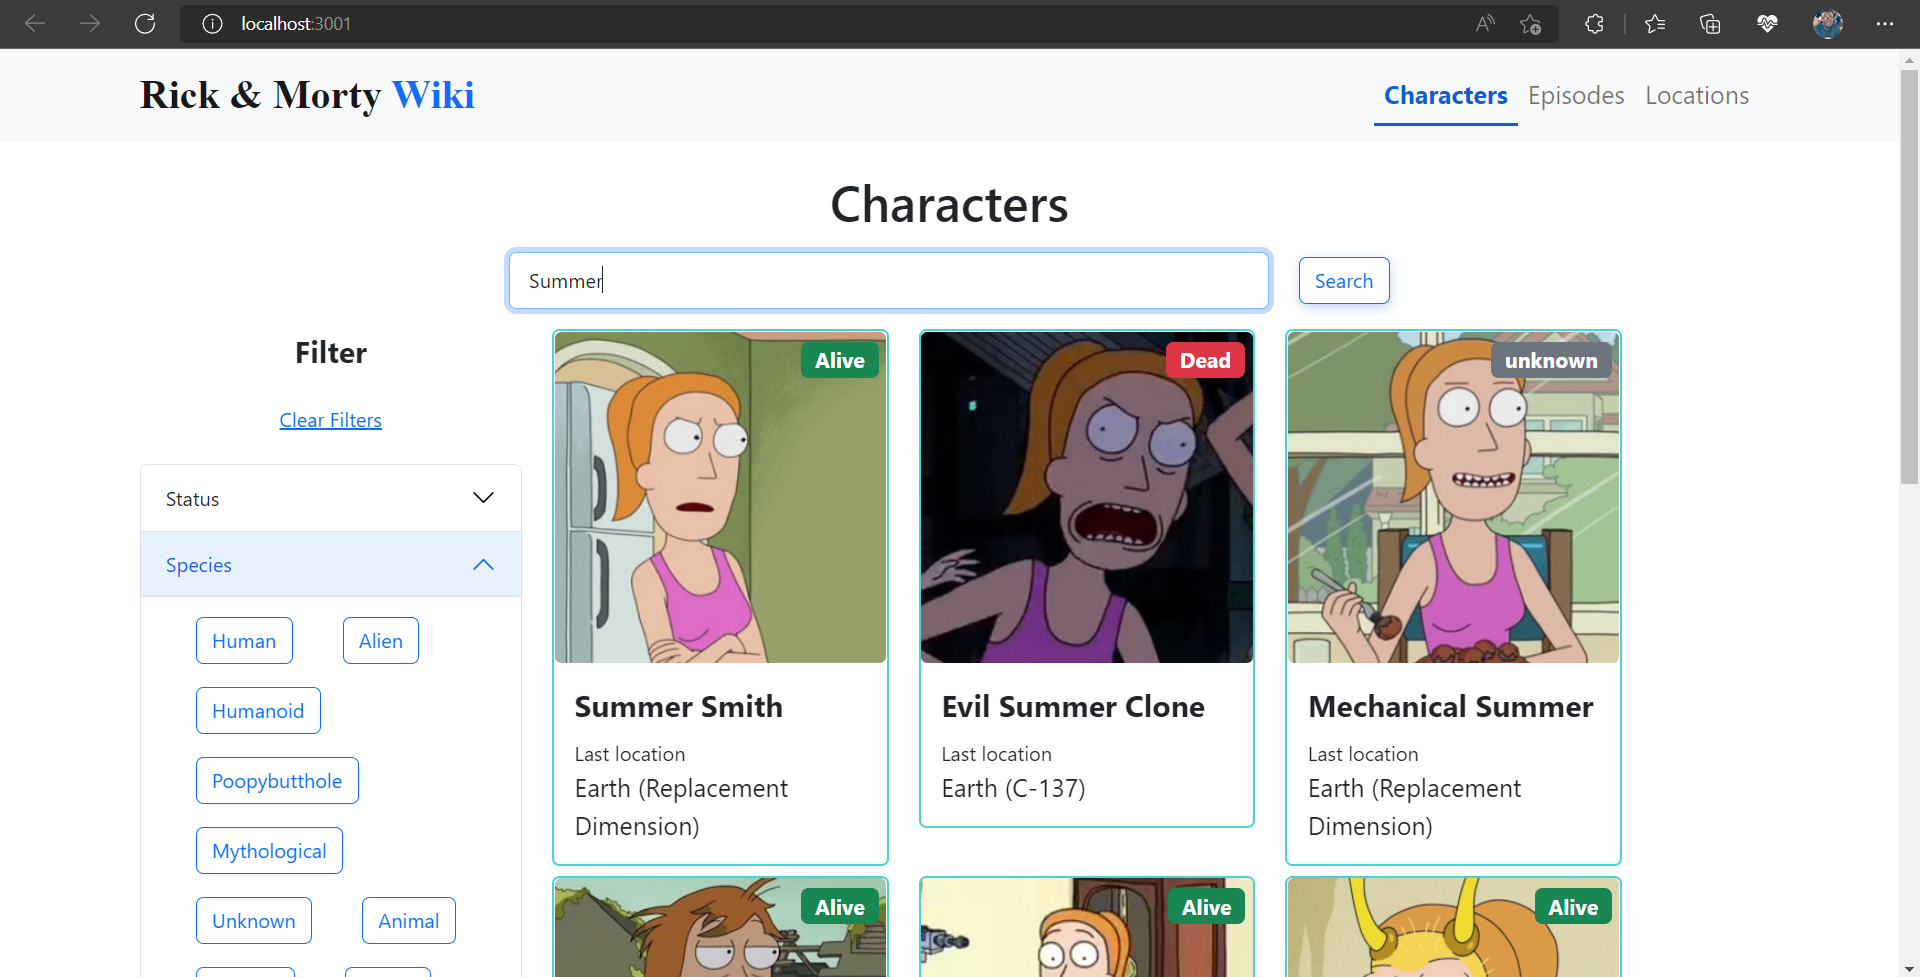 localhost:3001
Rick & Morty Wiki
Characters Episodes Locations
Characters
Summer
Search
Filter
Clear Filters
Status
Species
Human Alien
Humanoid
Poopybutthole
Mythological
Unknown Animal
Alive
Summer Smith
Last location
Earth (Replacement
Dimension)
Dead
Evil Summer Clone
Last location
Earth (C-137)
unknown
Mechanical Summer
Last location
Earth (Replacement
Dimension)
Alive
Alive
Alive